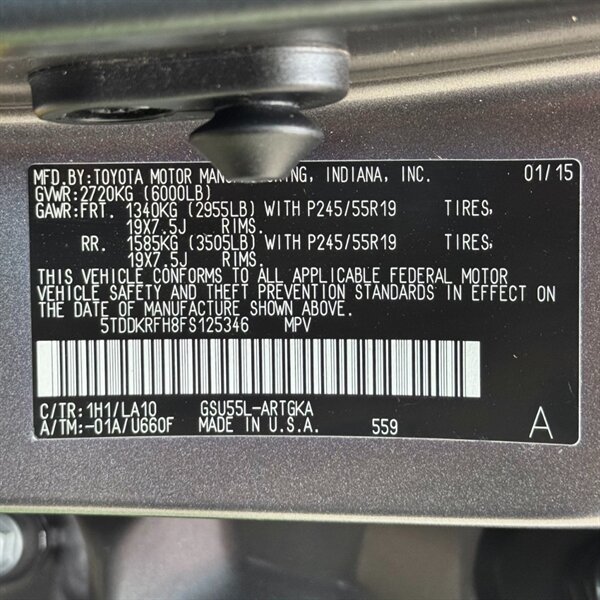 MFD.BY:TOYOTA MOTOR MANUFACTURING, INDIANA, INC. 01/15
GVWR:2720KG (6000LB)
GAWR:FRT. 1340KG (2955LB) WITH P245/55R19 TIRES,
19X7.5J RIMS.
RR. 1585KG (3505LB) WITH P245/55R19 TIRES,
19X7.5J RIMS.
THIS VEHICLE CONFORMS TO ALL APPLICABLE FEDERAL MOTOR
VEHICLE SAFETY AND THEFT PREVENTION STANDARDS IN EFFECT ON
THE DATE OF MANUFACTURE SHOWN ABOVE.
5TDDKRFH8FS125346 MPV
C/TR:1H1/LA10 GSU55L-ARTGKA
A/TM:-01A/U660F MADE IN U.S.A. 559 A